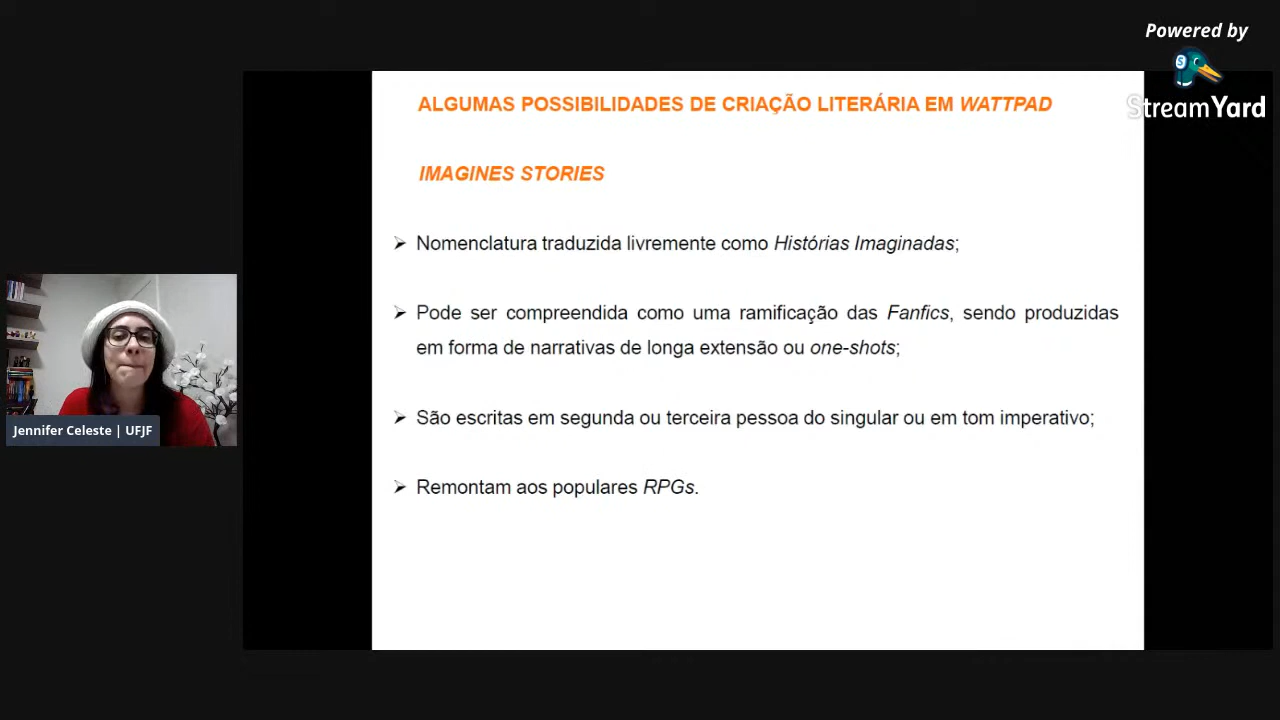 Powered by
StreamYard
ALGUMAS POSSIBILIDADES DE CRIAÇÃO LITERÁRIA EM WATTPAD
IMAGINES STORIES
➢ Nomenclatura traduzida livremente como Histórias Imaginadas;
➢ Pode ser compreendida como uma ramificação das Fanfics, sendo produzidas
em forma de narrativas de longa extensão ou one-shots;
➢ São escritas em segunda ou terceira pessoa do singular ou em tom imperativo;
➢ Remontam aos populares RPGs.
Jennifer Celeste | UFJF